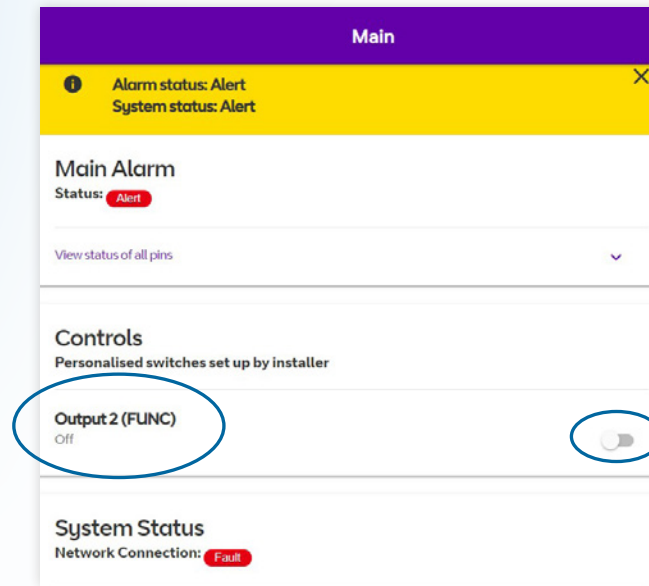 Main
Alarm status: Alert
System status: Alert
Main Alarm
Status: Alert
View status of all pins
Controls
Personalised switches set up by installer
Output 2 (FUNC)
Off
System Status
Network Connection: Fault